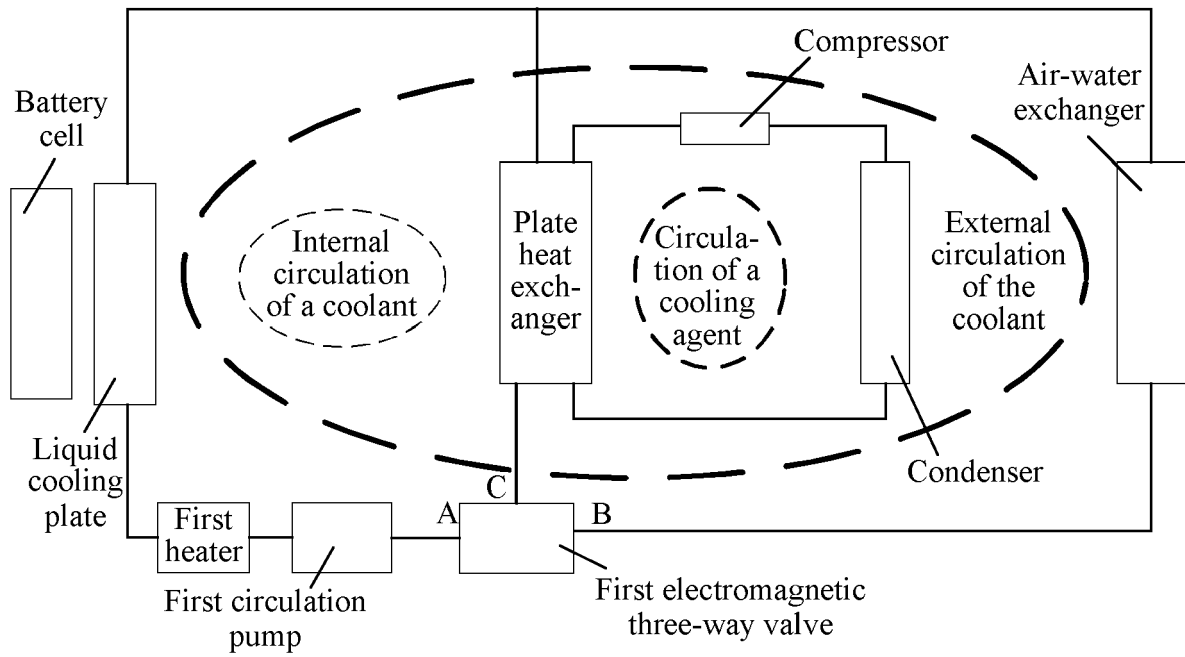 Compressor
Air-water
exchanger
Battery
cell
Internal
circulation
of a coolant
Plate
heat
exch-
anger
Circula-
tion of a
cooling
agent
External
circulation
of the
coolant
Liquid
cooling
plate
Condenser
C
A
B
First
heater
First circulation
pump
First electromagnetic
three-way valve